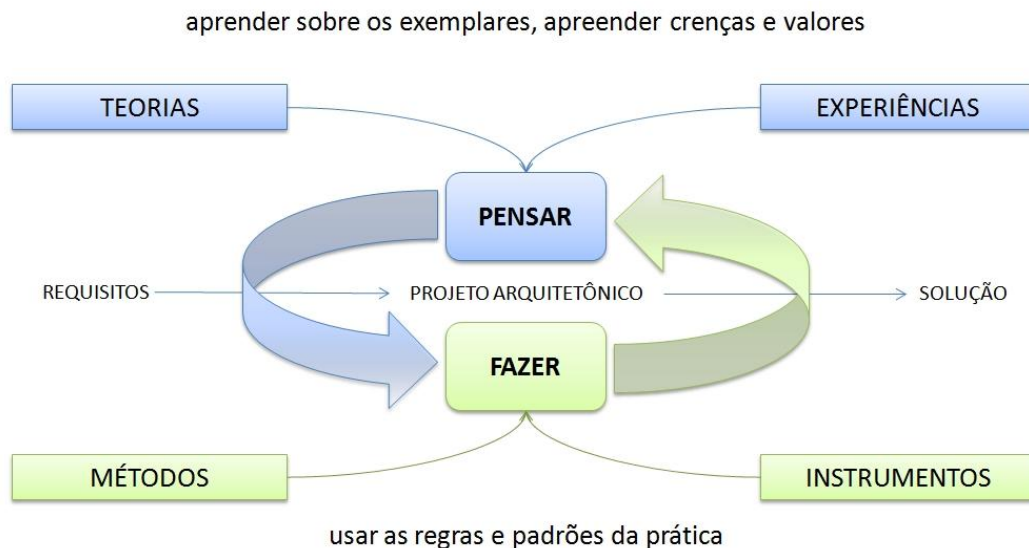 aprender sobre os exemplares, apreender crenças e valores
TEORIAS
EXPERIÊNCIAS
PENSAR
REQUISITOS
PROJETO ARQUITETÔNICO
SOLUÇÃO
FAZER
MÉTODOS
INSTRUMENTOS
usar as regras e padrões da prática